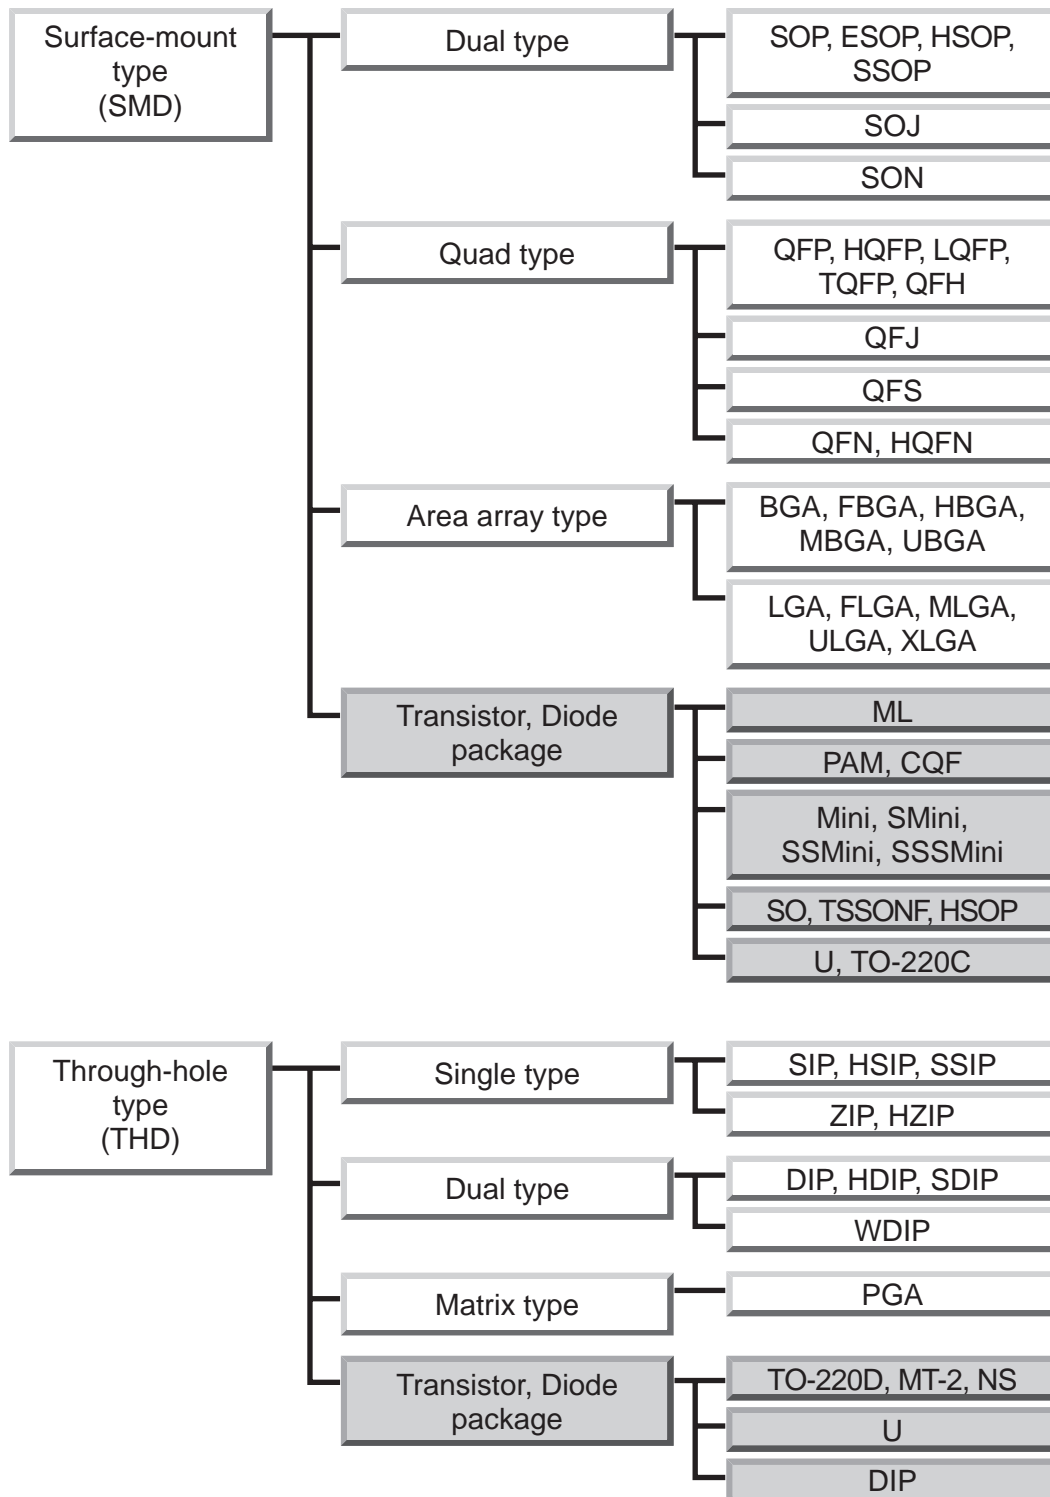 Surface-mount
type
(SMD)
Dual type
SOP, ESOP, HSOP,
SSOP
SOJ
SON
Quad type
QFP, HQFP, LQFP,
TQFP, QFH
QFJ
QFS
QFN, HQFN
Area array type
BGA, FBGA, HBGA,
MBGA, UBGA
LGA, FLGA, MLGA,
ULGA, XLGA
Transistor, Diode
package
ML
PAM, CQF
Mini, SMini,
SSMini, SSSMini
SO, TSSONF, HSOP
U, TO-220C
Through-hole
type
(THD)
Single type
SIP, HSIP, SSIP
ZIP, HZIP
Dual type
DIP, HDIP, SDIP
WDIP
Matrix type
PGA
Transistor, Diode
package
TO-220D, MT-2, NS
U
DIP